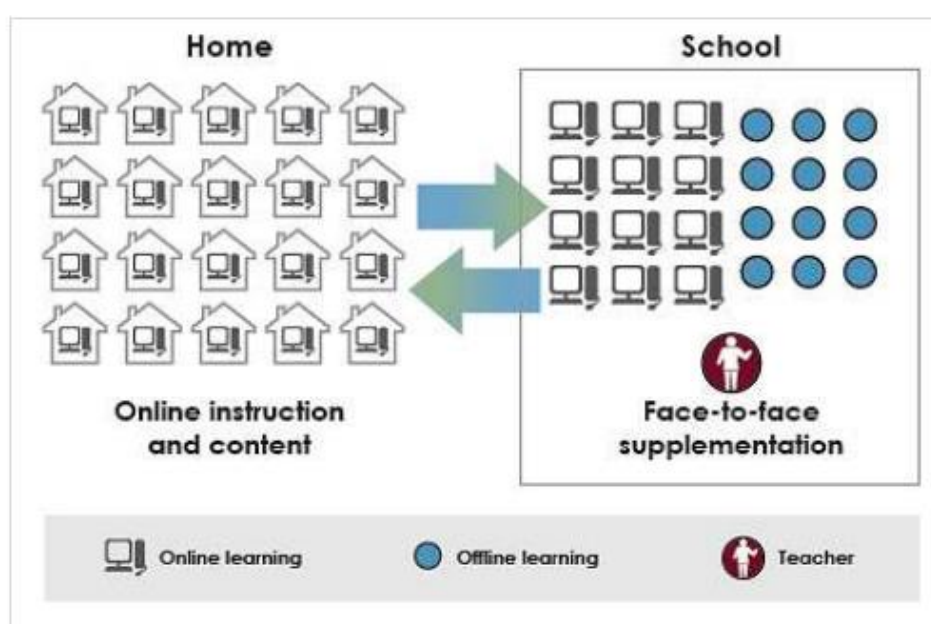 Home
School
Online instruction
and content
Face-to-face
supplementation
Online learning
Offline learning
Teacher